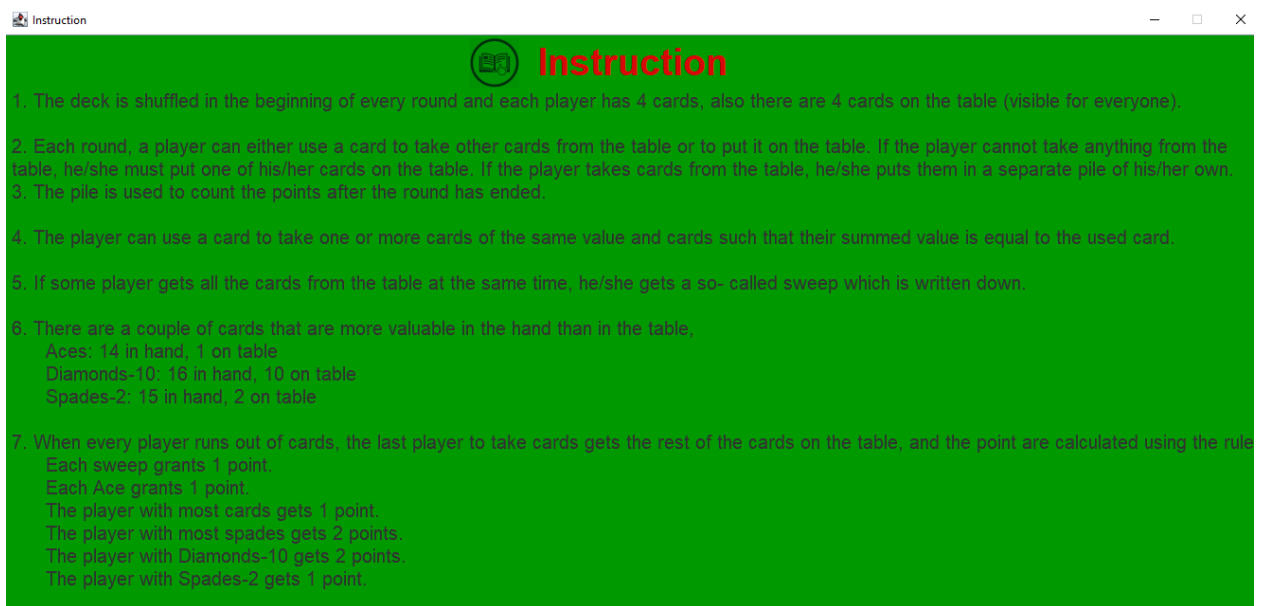 Instruction
Instruction
1. The deck is shuffled in the beginning of every round and each player has 4 cards, also there are 4 cards on the table (visible for everyone).
2. Each round, a player can either use a card to take other cards from the table or to put it on the table. If the player cannot take anything from the
table, he/she must put one of his/her cards on the table. If the player takes cards from the table, he/she puts them in a separate pile of his/her own.
3. The pile is used to count the points after the round has ended.
4. The player can use a card to take one or more cards of the same value and cards such that their summed value is equal to the used card.
5. If some player gets all the cards from the table at the same time, he/she gets a so- called sweep which is written down.
6. There are a couple of cards that are more valuable in the hand than in the table,
Aces: 14 in hand, 1 on table
Diamonds-10: 16 in hand, 10 on table
Spades-2: 15 in hand, 2 on table
7. When every player runs out of cards, the last player to take cards gets the rest of the cards on the table, and the point are calculated using the rule
Each sweep grants 1 point.
Each Ace grants 1 point.
The player with most cards gets 1 point.
The player with most spades gets 2 points.
The player with Diamonds-10 gets 2 points.
The player with Spades-2 gets 1 point.